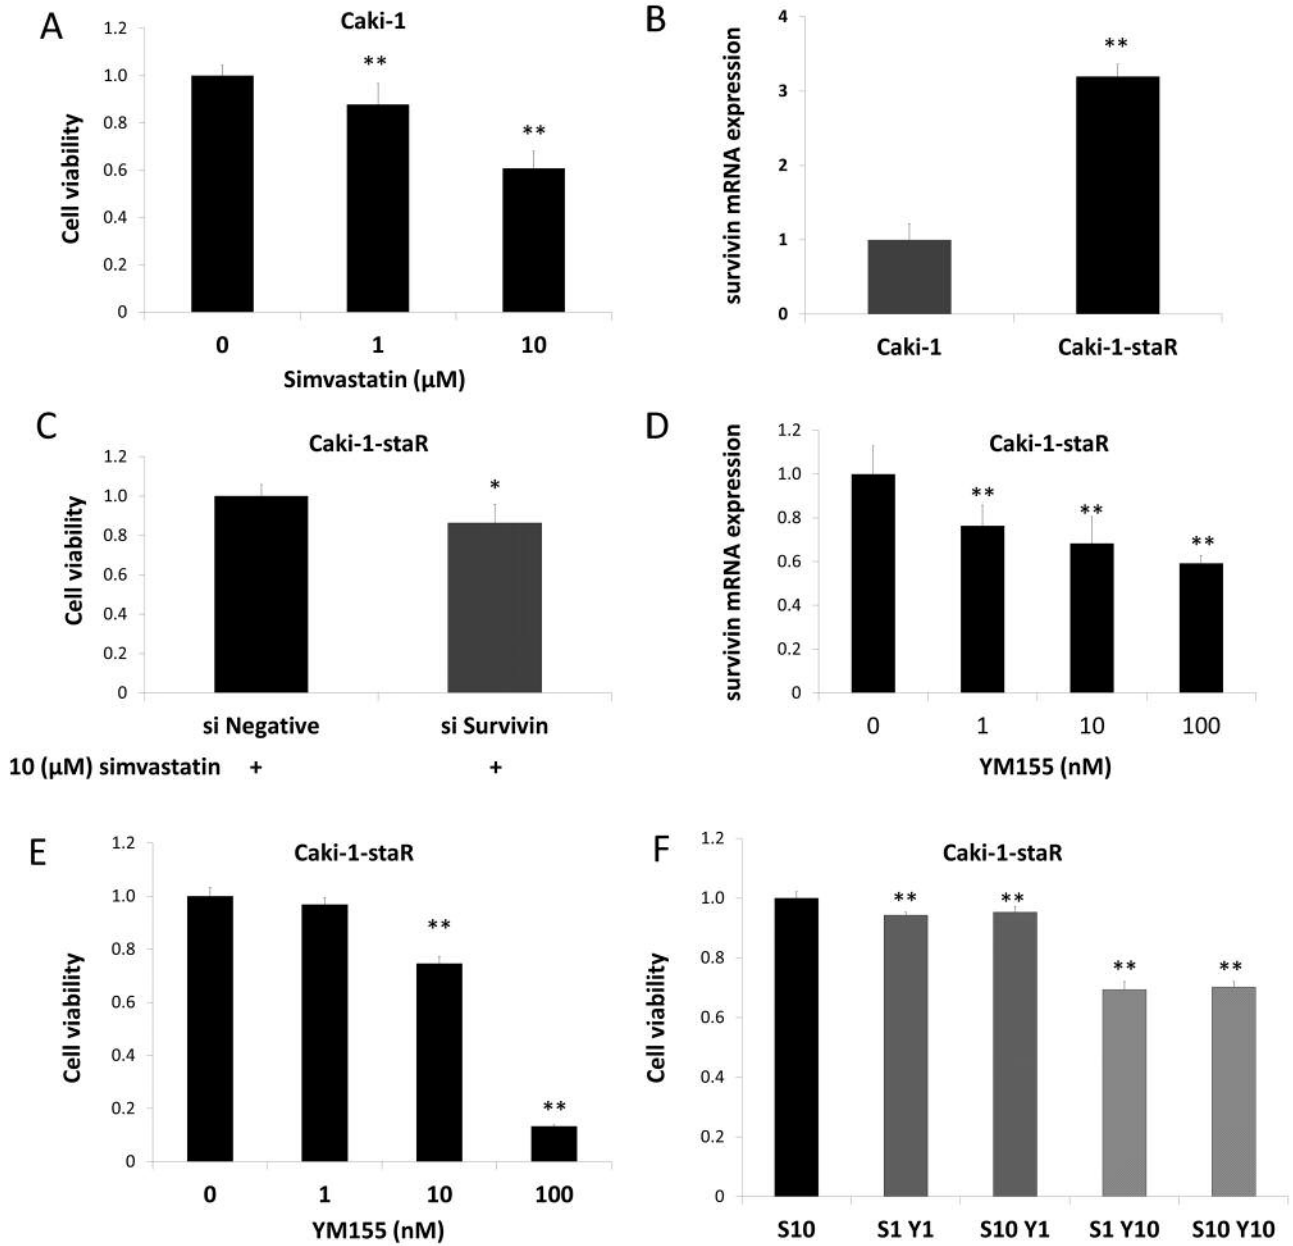 A
Caki-1
Cell viability
1.2
1.0
0.8
0.6
0.4
0.2
0
**
**
0 1 10
Simvastatin (μM)
B
survivin mRNA expression
4
3
2
1
0
**
Caki-1 Caki-1-staR
C
Caki-1-staR
Cell viability
1.2
1.0
0.8
0.6
0.4
0.2
0
*
si Negative si Survivin
10 (μM) simvastatin + +
D
Caki-1-staR
survivin mRNA expression
1.2
1.0
0.8
0.6
0.4
0.2
0
**
**
**
0 1 10 100
YM155 (nM)
E
Caki-1-staR
Cell viability
1.2
1.0
0.8
0.6
0.4
0.2
0
**
**
0 1 10 100
YM155 (nM)
F
Caki-1-staR
Cell viability
1.2
1.0
0.8
0.6
0.4
0.2
0
** **
** **
S10 S1 Y1 S10 Y1 S1 Y10 S10 Y10